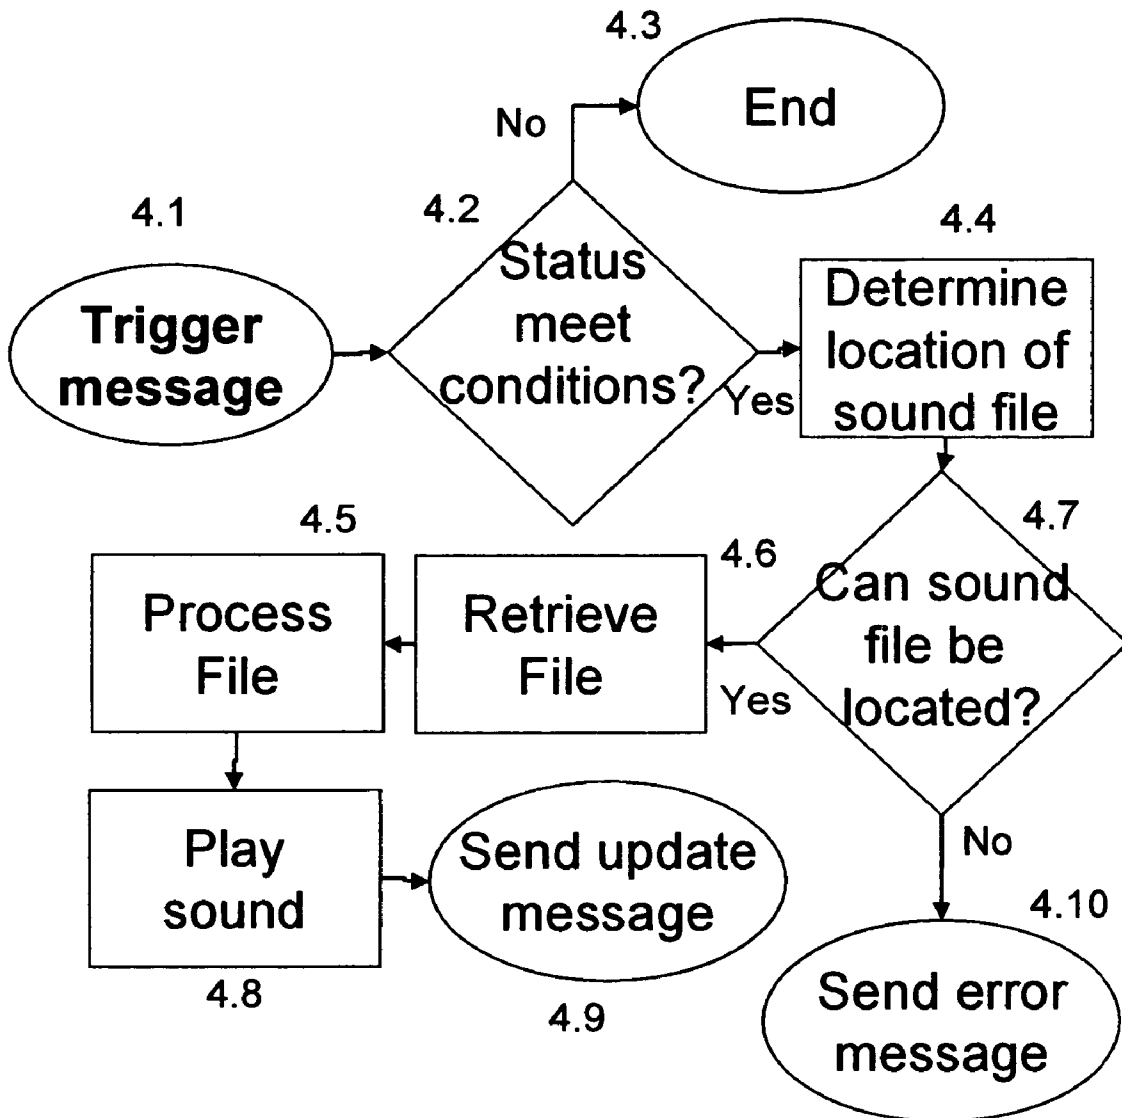 4.3
End
No
4.1
4.2
4.4
Trigger
message
Status
meet
conditions?
Yes
Determine
location of
sound file
4.5
4.6
4.7
Process
File
Retrieve
File
Can sound
file be
located?
Yes
Play
sound
4.8
Send update
message
4.9
No
4.10
Send error
message